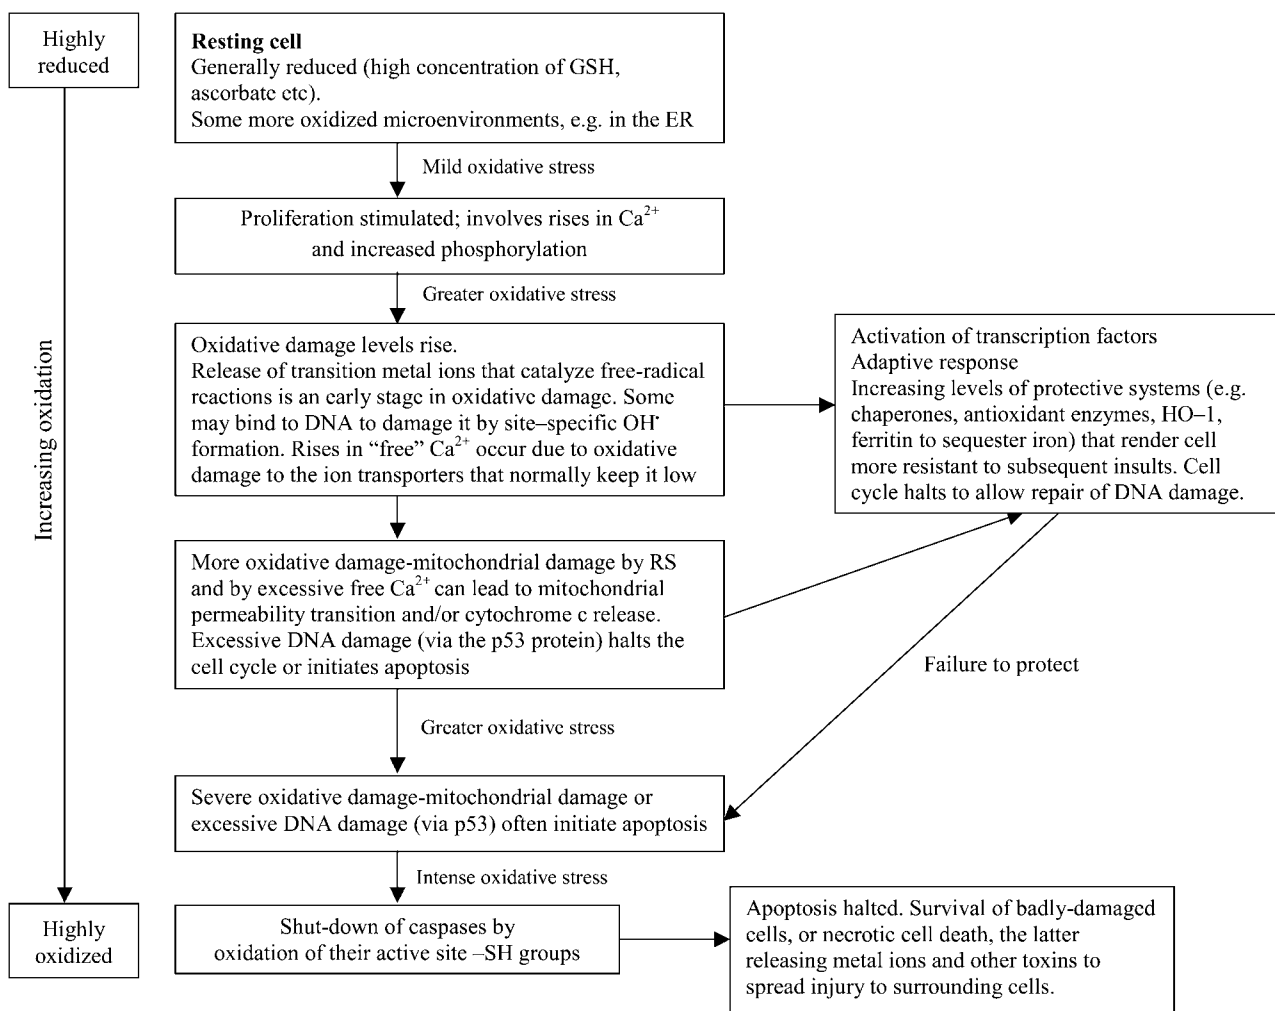 Highly
reduced
Resting cell
Generally reduced (high concentration of GSH,
ascorbate etc).
Some more oxidized microenvironments, e.g. in the ER
Mild oxidative stress
Proliferation stimulated; involves rises in Ca²⁺
and increased phosphorylation
Greater oxidative stress
Oxidative damage levels rise.
Release of transition metal ions that catalyze free-radical
reactions is an early stage in oxidative damage. Some
may bind to DNA to damage it by site–specific OH•
formation. Rises in “free” Ca²⁺ occur due to oxidative
damage to the ion transporters that normally keep it low
Activation of transcription factors
Adaptive response
Increasing levels of protective systems (e.g.
chaperones, antioxidant enzymes, HO–1,
ferritin to sequester iron) that render cell
more resistant to subsequent insults. Cell
cycle halts to allow repair of DNA damage.
Increasing oxidation
More oxidative damage-mitochondrial damage by RS
and by excessive free Ca²⁺ can lead to mitochondrial
permeability transition and/or cytochrome c release.
Excessive DNA damage (via the p53 protein) halts the
cell cycle or initiates apoptosis
Failure to protect
Greater oxidative stress
Severe oxidative damage-mitochondrial damage or
excessive DNA damage (via p53) often initiate apoptosis
Intense oxidative stress
Highly
oxidized
Shut-down of caspases by
oxidation of their active site –SH groups
Apoptosis halted. Survival of badly-damaged
cells, or necrotic cell death, the latter
releasing metal ions and other toxins to
spread injury to surrounding cells.